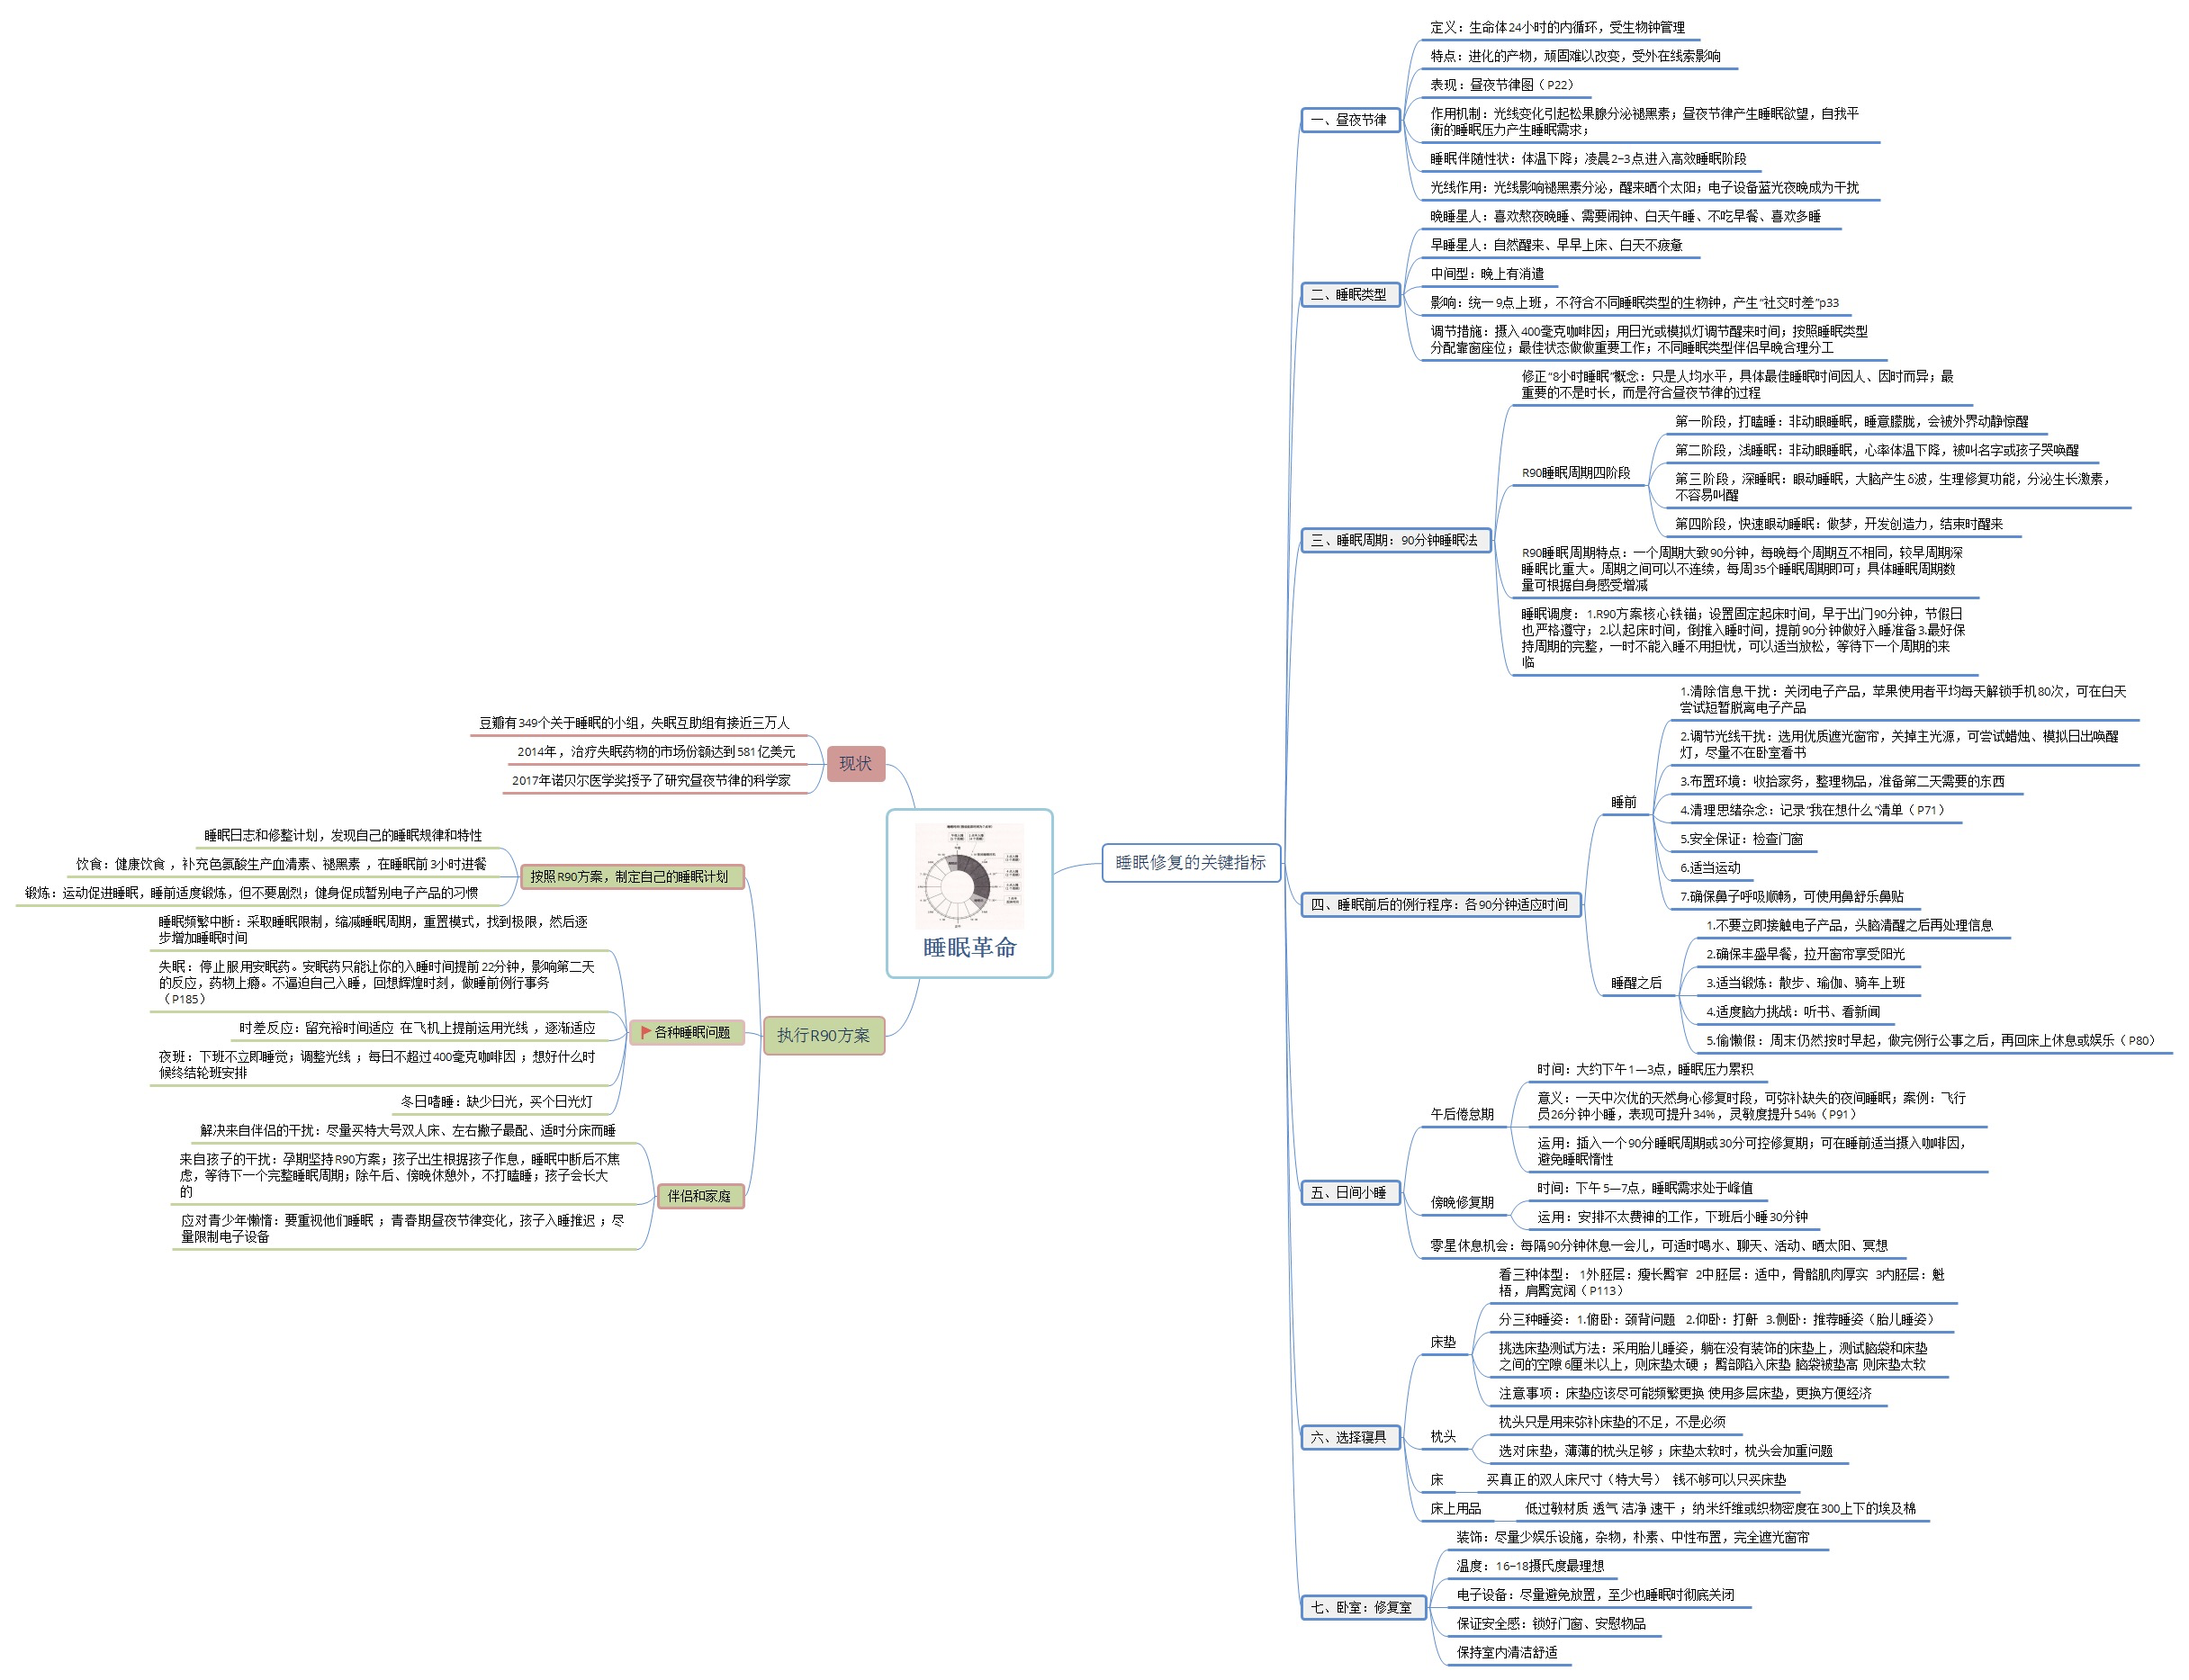 睡眠革命
现状
豆瓣有349个关于睡眠的小组，失眠互助组有接近三万人
2014年，治疗失眠药物的市场份额达到581亿美元
2017年诺贝尔医学奖授予了研究昼夜节律的科学家
执行R90方案
按照R90方案，制定自己的睡眠计划
睡眠日志和修整计划，发现自己的睡眠规律和特性
饮食：健康饮食 ，补充色氨酸生产血清素、褪黑素 ，在睡眠前3小时进餐
锻炼：运动促进睡眠，睡前适度锻炼，但不要剧烈；健身促成暂别电子产品的习惯
各种睡眠问题
睡眠频繁中断：采取睡眠限制，缩减睡眠周期，重置模式，找到极限，然后逐
步增加睡眠时间
失眠：停止服用安眠药。安眠药只能让你的入睡时间提前22分钟，影响第二天
的反应，药物上瘾。不逼迫自己入睡，回想辉煌时刻，做睡前例行事务
（P185）
时差反应：留充裕时间适应 在飞机上提前运用光线 ，逐渐适应
夜班：下班不立即睡觉；调整光线 ；每日不超过400毫克咖啡因 ；想好什么时
候终结轮班安排
冬日嗜睡：缺少日光，买个日光灯
伴侣和家庭
解决来自伴侣的干扰：尽量买特大号双人床、左右撇子最配、适时分床而睡
来自孩子的干扰：孕期坚持R90方案；孩子出生根据孩子作息，睡眠中断后不焦
虑，等待下一个完整睡眠周期；除午后、傍晚休憩外，不打瞌睡；孩子会长大
的
应对青少年懒惰：要重视他们睡眠 ；青春期昼夜节律变化，孩子入睡推迟 ；尽
量限制电子设备
睡眠修复的关键指标
一、昼夜节律
定义：生命体24小时的内循环，受生物钟管理
特点：进化的产物，顽固难以改变，受外在线索影响
表现：昼夜节律图（P22）
作用机制：光线变化引起松果腺分泌褪黑素；昼夜节律产生睡眠欲望，自我平
衡的睡眠压力产生睡眠需求；
睡眠伴随性状：体温下降；凌晨2-3点进入高效睡眠阶段
光线作用：光线影响褪黑素分泌，醒来晒个太阳；电子设备蓝光夜晚成为干扰
二、睡眠类型
晚睡星人：喜欢熬夜晚睡、需要闹钟、白天午睡、不吃早餐、喜欢多睡
早睡星人：自然醒来、早早上床、白天不疲惫
中间型：晚上有消遣
影响：统一9点上班，不符合不同睡眠类型的生物钟，产生“社交时差”p33
调节措施：摄入400毫克咖啡因；用日光或模拟灯调节醒来时间；按照睡眠类型
分配靠窗座位；最佳状态做做重要工作；不同睡眠类型伴侣早晚合理分工
三、睡眠周期：90分钟睡眠法
修正“8小时睡眠”概念：只是人均水平，具体最佳睡眠时间因人、因时而异；最
重要的不是时长，而是符合昼夜节律的过程
R90睡眠周期四阶段
第一阶段，打瞌睡：非动眼睡眠，睡意朦胧，会被外界动静惊醒
第二阶段，浅睡眠：非动眼睡眠，心率体温下降，被叫名字或孩子哭唤醒
第三阶段，深睡眠：眼动睡眠，大脑产生δ波，生理修复功能，分泌生长激素，
不容易叫醒
第四阶段，快速眼动睡眠：做梦，开发创造力，结束时醒来
R90睡眠周期特点：一个周期大致90分钟，每晚每个周期互不相同，较早周期深
睡眠比重大。周期之间可以不连续，每周35个睡眠周期即可；具体睡眠周期数
量可根据自身感受增减
睡眠调度：1.R90方案核心铁锚；设置固定起床时间，早于出门90分钟，节假日
也严格遵守；2.以起床时间，倒推入睡时间，提前90分钟做好入睡准备3.最好保
持周期的完整，一时不能入睡不用担忧，可以适当放松，等待下一个周期的来
临
四、睡眠前后的例行程序：各90分钟适应时间
睡前
1.清除信息干扰：关闭电子产品，苹果使用者平均每天解锁手机80次，可在白天
尝试短暂脱离电子产品
2.调节光线干扰：选用优质遮光窗帘，关掉主光源，可尝试蜡烛、模拟日出唤醒
灯，尽量不在卧室看书
3.布置环境：收拾家务，整理物品，准备第二天需要的东西
4.清理思绪杂念：记录“我在想什么”清单（P71）
5.安全保证：检查门窗
6.适当运动
7.确保鼻子呼吸顺畅，可使用鼻舒乐鼻贴
睡醒之后
1.不要立即接触电子产品，头脑清醒之后再处理信息
2.确保丰盛早餐，拉开窗帘享受阳光
3.适当锻炼：散步、瑜伽、骑车上班
4.适度脑力挑战：听书、看新闻
5.偷懒假：周末仍然按时早起，做完例行公事之后，再回床上休息或娱乐（P80）
五、日间小睡
午后倦怠期
时间：大约下午1—3点，睡眠压力累积
意义：一天中次优的天然身心修复时段，可弥补缺失的夜间睡眠；案例：飞行
员26分钟小睡，表现可提升34%，灵敏度提升54%（P91）
运用：插入一个90分睡眠周期或30分可控修复期；可在睡前适当摄入咖啡因，
避免睡眠惰性
傍晚修复期
时间：下午5—7点，睡眠需求处于峰值
运用：安排不太费神的工作，下班后小睡30分钟
零星休息机会：每隔90分钟休息一会儿，可适时喝水、聊天、活动、晒太阳、冥想
六、选择寝具
床垫
看三种体型： 1外胚层：瘦长臀窄 2中胚层：适中，骨骼肌肉厚实 3内胚层：魁
梧，肩臀宽阔（P113）
分三种睡姿：1.俯卧：颈背问题 2.仰卧：打鼾 3.侧卧：推荐睡姿（胎儿睡姿）
挑选床垫测试方法：采用胎儿睡姿，躺在没有装饰的床垫上，测试脑袋和床垫
之间的空隙6厘米以上，则床垫太硬 ；臀部陷入床垫 脑袋被垫高 则床垫太软
注意事项：床垫应该尽可能频繁更换 使用多层床垫，更换方便经济
枕头
枕头只是用来弥补床垫的不足，不是必须
选对床垫，薄薄的枕头足够 ；床垫太软时，枕头会加重问题
床
买真正的双人床尺寸（特大号） 钱不够可以只买床垫
床上用品
低过敏材质 透气 洁净 速干 ；纳米纤维或织物密度在300上下的埃及棉
七、卧室：修复室
装饰：尽量少娱乐设施，杂物，朴素、中性布置，完全遮光窗帘
温度：16-18摄氏度最理想
电子设备：尽量避免放置，至少也睡眠时彻底关闭
保证安全感：锁好门窗、安慰物品
保持室内清洁舒适